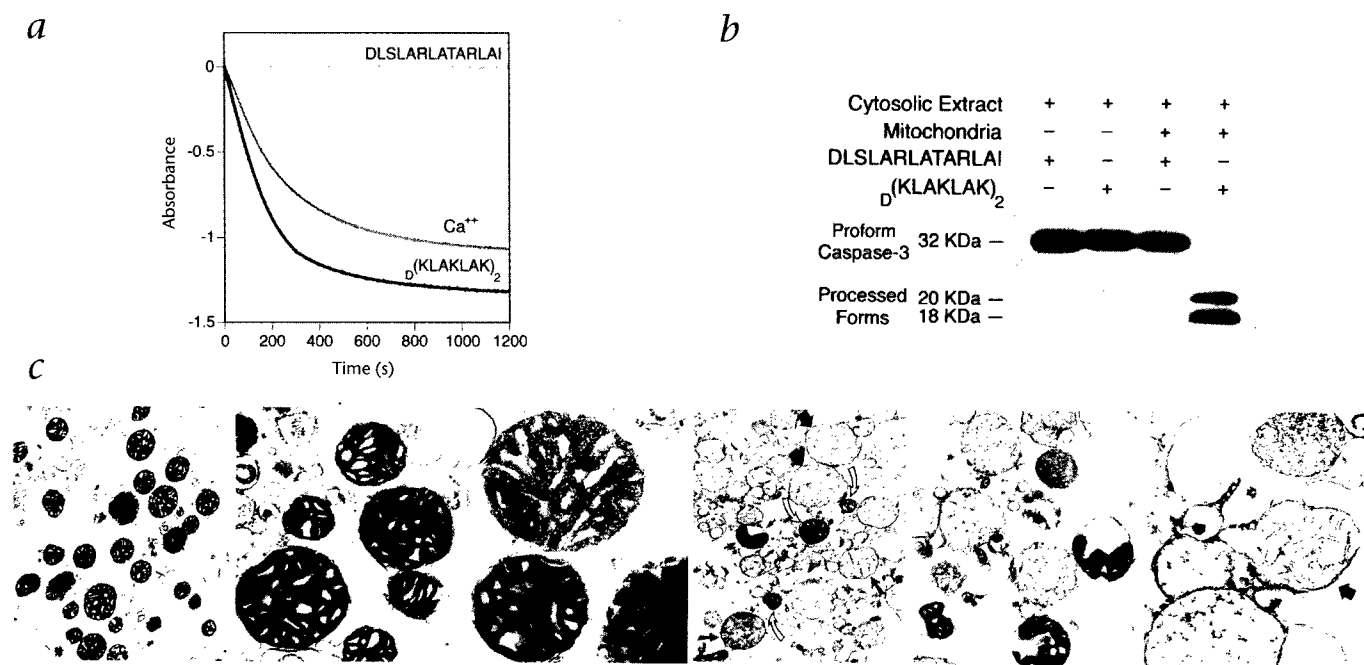 a
DLSLARLATARLAI
0
-0.5
-1
-1.5
Absorbance
Ca++
D(KLAKLAK)2
0 200 400 600 800 1000 1200
Time (s)
b
Cytosolic Extract + + + +
Mitochondria – – + +
DLSLARLATARLAI + – + –
D(KLAKLAK)2 – + – +
Proform Caspase-3 32 KDa –
Processed Forms 20 KDa –
18 KDa –
c